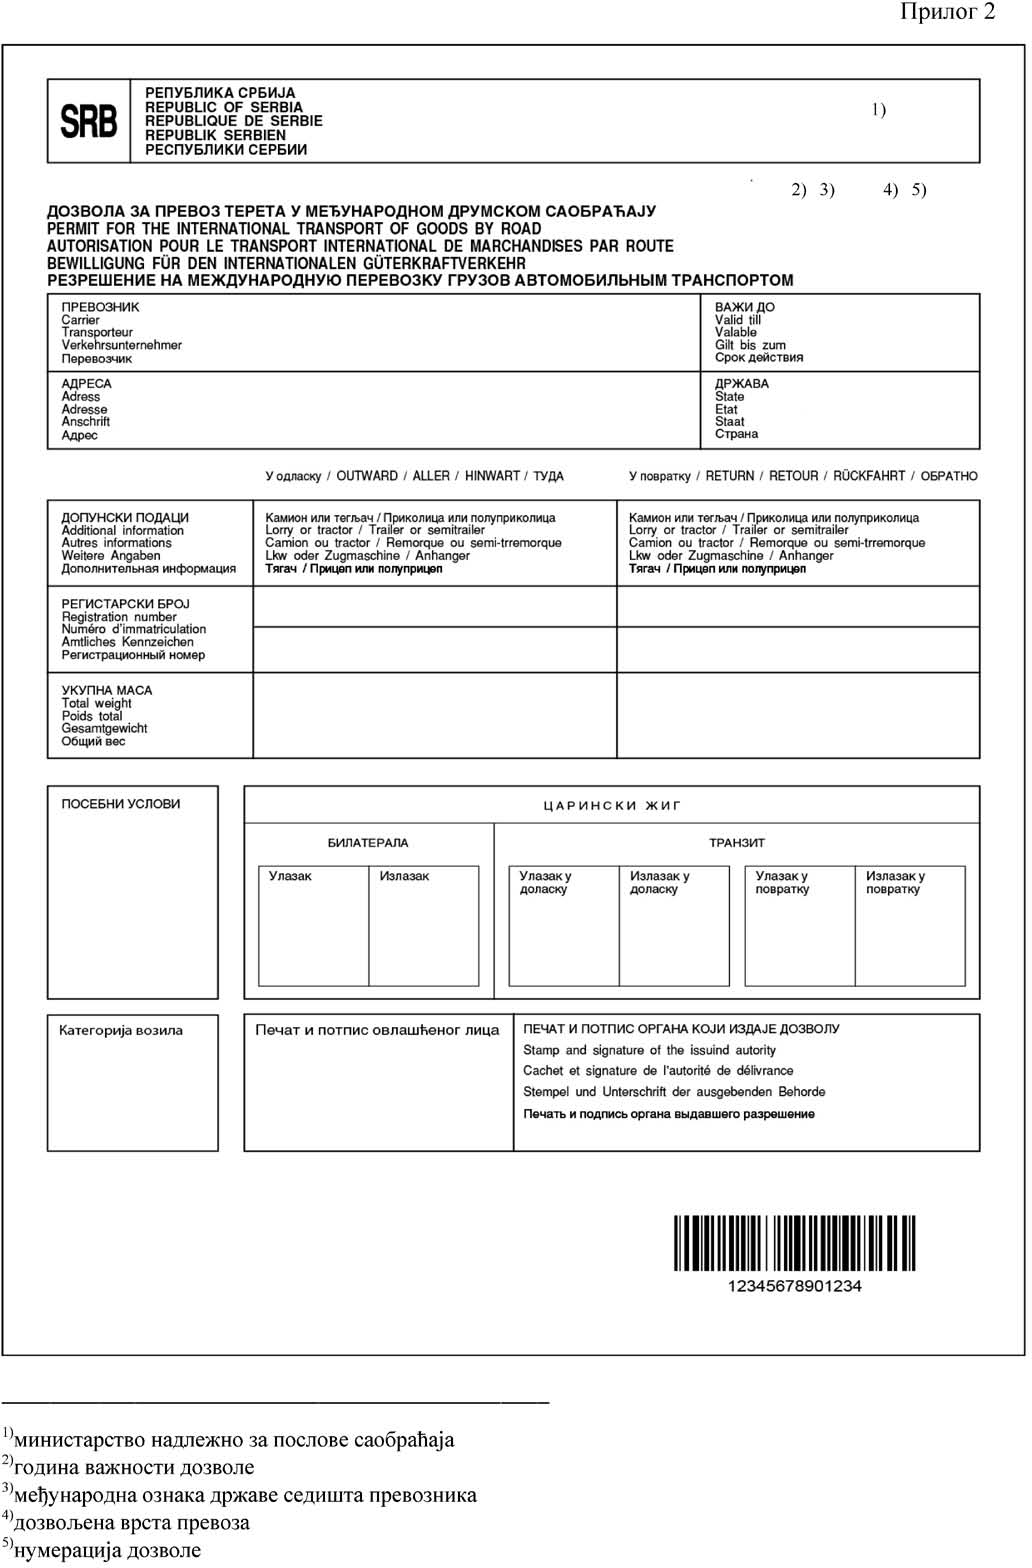 Прилог 2
SRB
РЕПУБЛИКА СРБИЈА
REPUBLIC OF SERBIA
REPUBLIQUE DE SERBIE
REPUBLIK SERBIEN
РЕСПУБЛИКИ СЕРБИИ
1)
2) 3) 4) 5)
ДОЗВОЛА ЗА ПРЕВОЗ ТЕРЕТА У МЕЂУНАРОДНОМ ДРУМСКОМ САОБРАЋАЈУ
PERMIT FOR THE INTERNATIONAL TRANSPORT OF GOODS BY ROAD
AUTORISATION POUR LE TRANSPORT INTERNATIONAL DE MARCHANDISES PAR ROUTE
BEWILLIGUNG FÜR DEN INTERNATIONALEN GÜTERKRAFTVERKEHR
РЕЗРЕШЕНИЕ НА МЕЖДУНАРОДНУЮ ПЕРЕВОЗКУ ГРУЗОВ АВТОМОБИЛЬНЫМ ТРАНСПОРТОМ
ПРЕВОЗНИК
Carrier
Transporteur
Verkehrsunternehmer
Перевозчик
ВАЖИ ДО
Valid till
Valable
Gilt bis zum
Срок действия
АДРЕСА
Adress
Adresse
Anschrift
Адрес
ДРЖАВА
State
Etat
Staat
Страна
У одласку / OUTWARD / ALLER / HINWART / ТУДА
У повратку / RETURN / RETOUR / RÜCKFAHRT / ОБРАТНО
ДОПУНСКИ ПОДАЦИ
Additional information
Autres informations
Weitere Angaben
Дополнительная информация
Камион или тегљач / Приколица или полуприколица
Lorry or tractor / Trailer or semitrailer
Camion ou tractor / Remorque ou semi-trremorque
Lkw oder Zugmaschine / Anhanger
Тягач / Прицеп или полуприцеп
Камион или тегљач / Приколица или полуприколица
Lorry or tractor / Trailer or semitrailer
Camion ou tractor / Remorque ou semi-trremorque
Lkw oder Zugmaschine / Anhanger
Тягач / Прицеп или полуприцеп
РЕГИСТАРСКИ БРОЈ
Registration number
Numéro d'immatriculation
Amtliches Kennzeichen
Регистрационный номер
УКУПНА МАСА
Total weight
Poids total
Gesamtgewicht
Общий вес
ПОСЕБНИ УСЛОВИ
ЦАРИНСКИ ЖИГ
БИЛАТЕРАЛА
ТРАНЗИТ
Улазак
Излазак
Улазак у
доласку
Излазак у
доласку
Улазак у
повратку
Излазак у
повратку
Категорија возила
Печат и потпис овлашћеног лица
ПЕЧАТ И ПОТПИС ОРГАНА КОЈИ ИЗДАЈЕ ДОЗВОЛУ
Stamp and signature of the issuind autority
Cachet et signature de l'autorité de délivrance
Stempel und Unterschrift der ausgebenden Behorde
Печать и подпись органа выдавшего разрешение
12345678901234
1)министарство надлежно за послове саобраћаја
2)година важности дозволе
3)међународна ознака државе седишта превозника
4)дозвољена врста превоза
5)нумерација дозволе